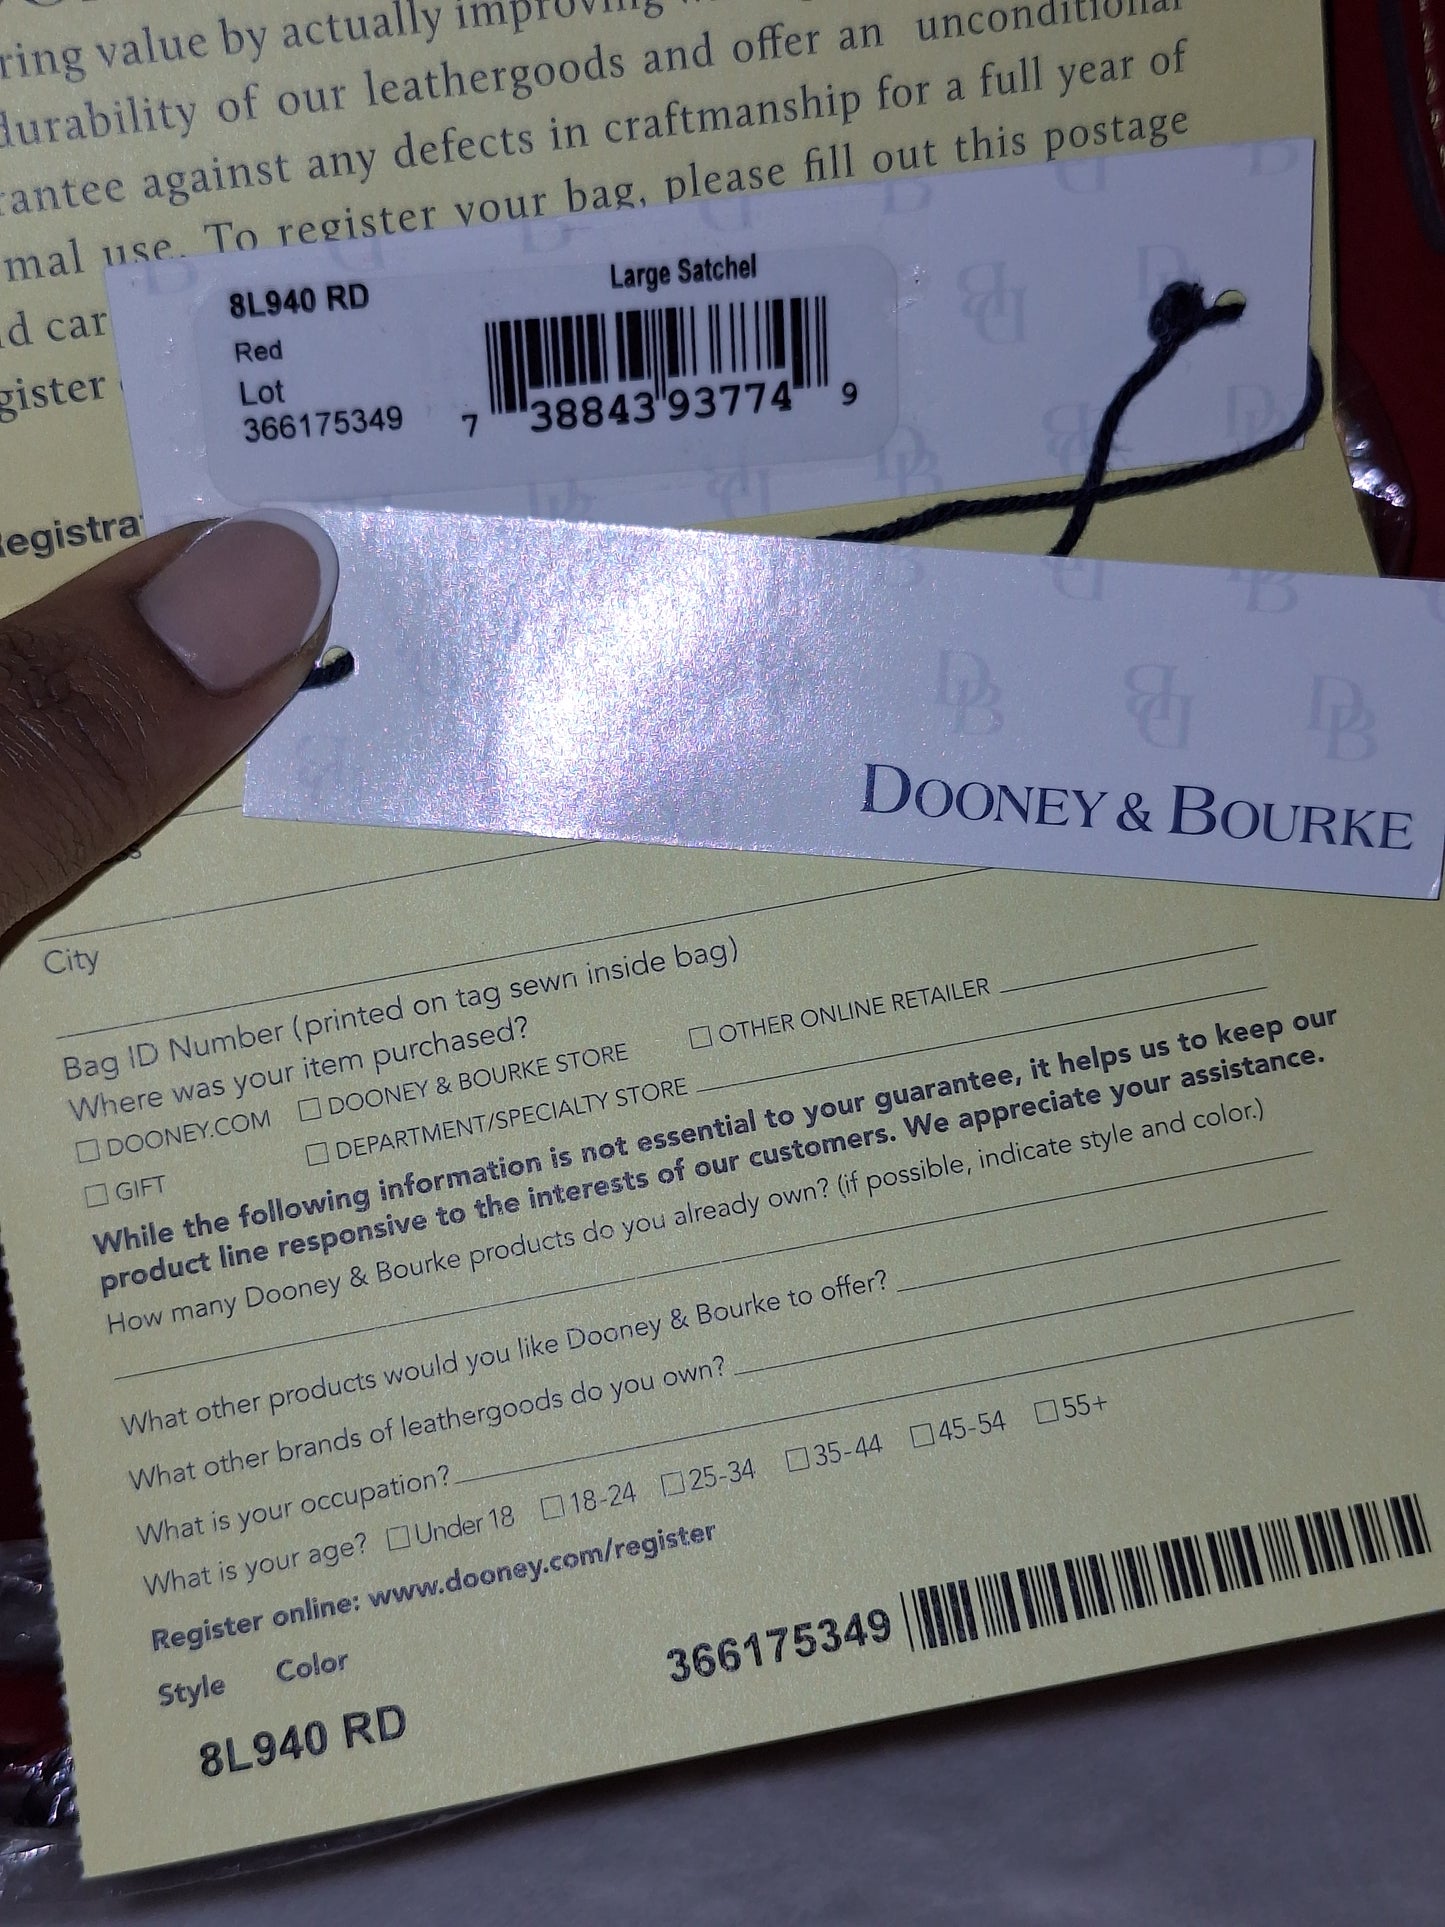 ring value by actually improving
durability of our leathergoods and offer an unconditional
rantee against any defects in craftmanship for a full year of
mal use. To register your bag, please fill out this postage
d car
gister
8L940 RD
Large Satchel
Red
Lot
366175349
7 38843 93774 9
Registra
DOONEY & BOURKE
City
Bag ID Number (printed on tag sewn inside bag)
Where was your item purchased?
DOONEY.COM DOONEY & BOURKE STORE OTHER ONLINE RETAILER
GIFT DEPARTMENT/SPECIALTY STORE
While the following information is not essential to your guarantee, it helps us to keep our
product line responsive to the interests of our customers. We appreciate your assistance.
How many Dooney & Bourke products do you already own? (if possible, indicate style and color.)
What other products would you like Dooney & Bourke to offer?
What other brands of leathergoods do you own?
What is your occupation?
What is your age? Under 18 18-24 25-34 35-44 45-54 55+
Register online: www.dooney.com/register
Style Color
366175349
8L940 RD